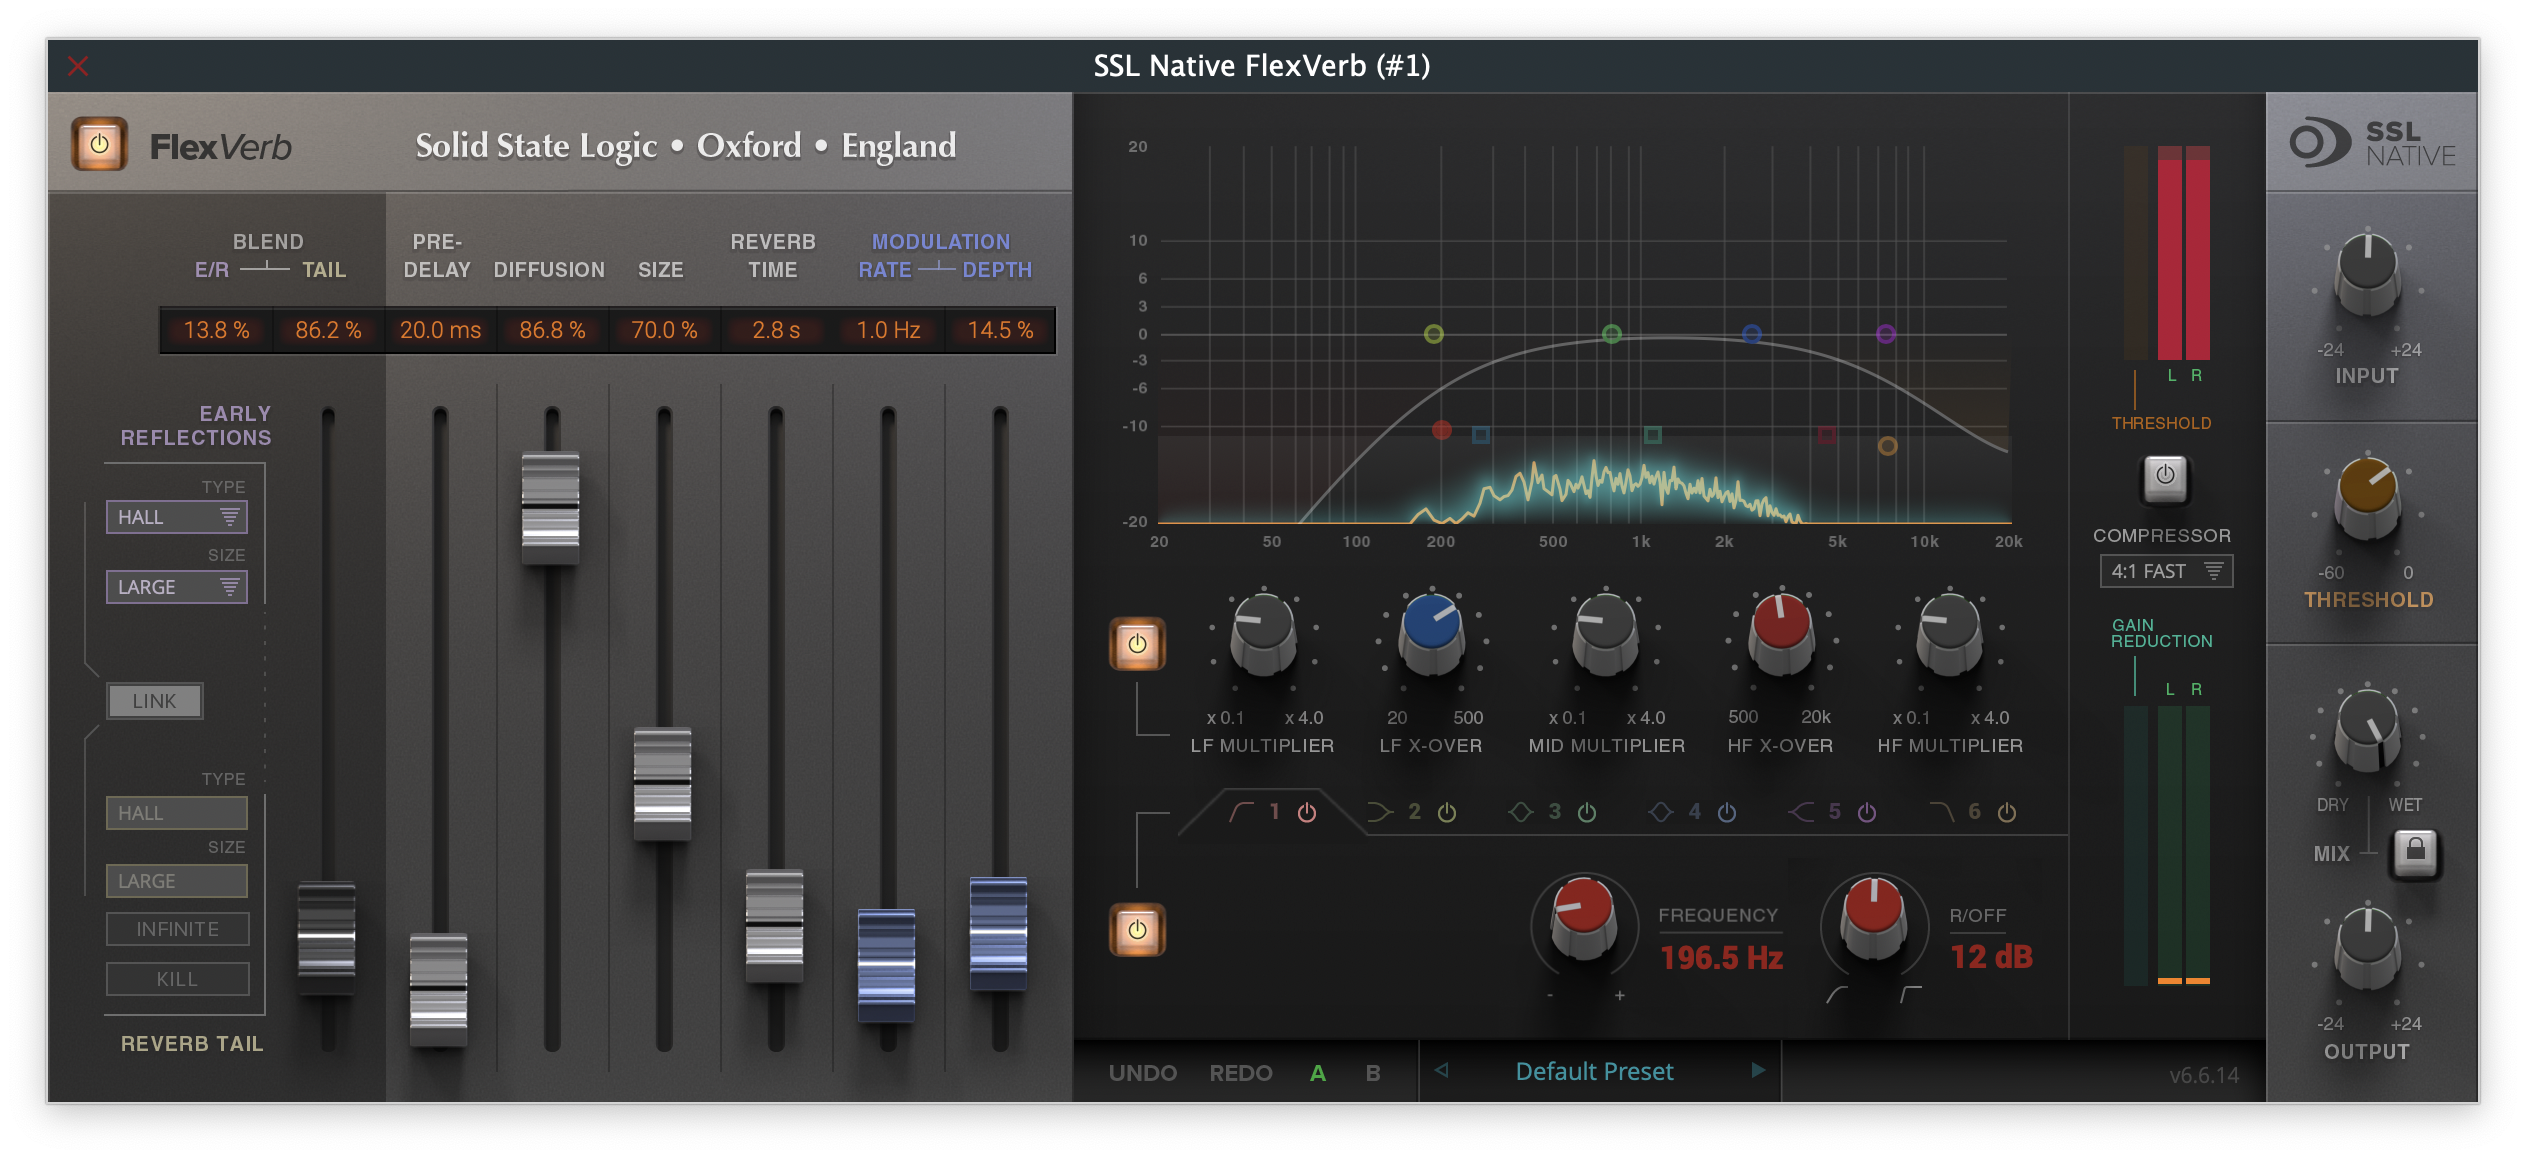 SSL Native FlexVerb (#1)
FlexVerb
Solid State Logic • Oxford • England
BLEND
E/R TAIL
PRE-
DELAY
DIFFUSION
SIZE
REVERB
TIME
MODULATION
RATE DEPTH
13.8 % 86.2 % 20.0 ms 86.8 % 70.0 % 2.8 s 1.0 Hz 14.5 %
EARLY
REFLECTIONS
TYPE
HALL
SIZE
LARGE
LINK
TYPE
HALL
SIZE
LARGE
INFINITE
KILL
REVERB TAIL
20
10
6
3
0
-3
-6
-10
-20
20 50 100 200 500 1k 2k 5k 10k 20k
x 0.1 x 4.0
LF MULTIPLIER
20 500
LF X-OVER
x 0.1 x 4.0
MID MULTIPLIER
500 20k
HF X-OVER
x 0.1 x 4.0
HF MULTIPLIER
1 2 3 4 5 6
FREQUENCY
196.5 Hz
- +
R/OFF
12 dB
UNDO REDO A B
Default Preset
v6.6.14
L R
THRESHOLD
COMPRESSOR
4:1 FAST
GAIN
REDUCTION
L R
SSL
NATIVE
-24 +24
INPUT
-60 0
THRESHOLD
DRY WET
MIX
-24 +24
OUTPUT